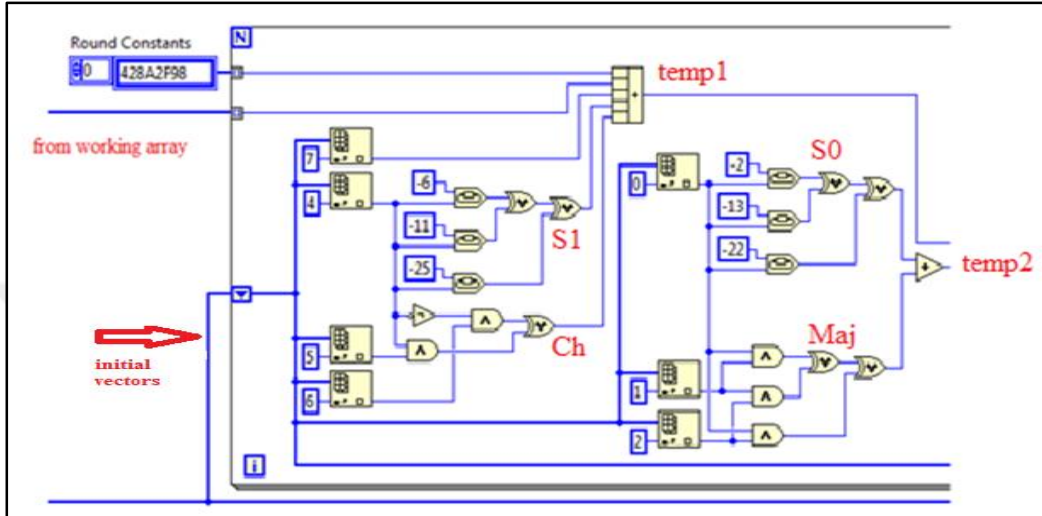 N
Round Constants
0 428A2F98
temp1
from working array
7
4
-6
-11
S1
-25
Ch
5
6
initial
vectors
i
0
-2
S0
-13
-22
temp2
Maj
1
2